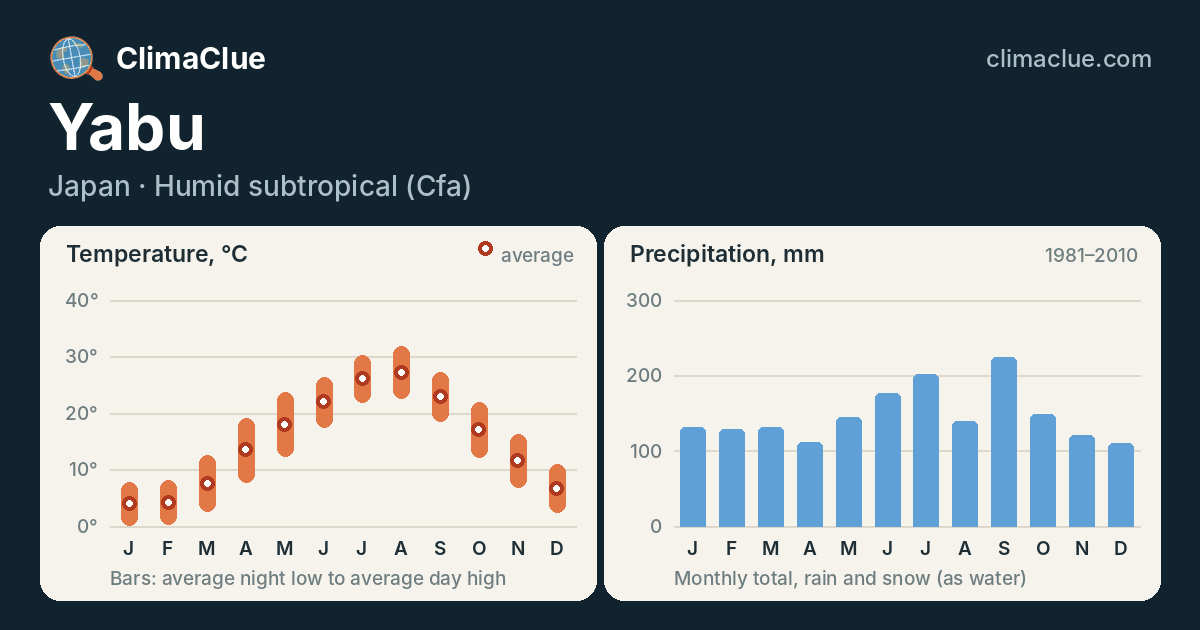 ClimaClue
climaclue.com
Yabu
Japan · Humid subtropical (Cfa)
Temperature, °C
average
40°
30°
20°
10°
0°
J F M A M J J A S O N D
Bars: average night low to average day high
Precipitation, mm
1981–2010
300
200
100
0
J F M A M J J A S O N D
Monthly total, rain and snow (as water)